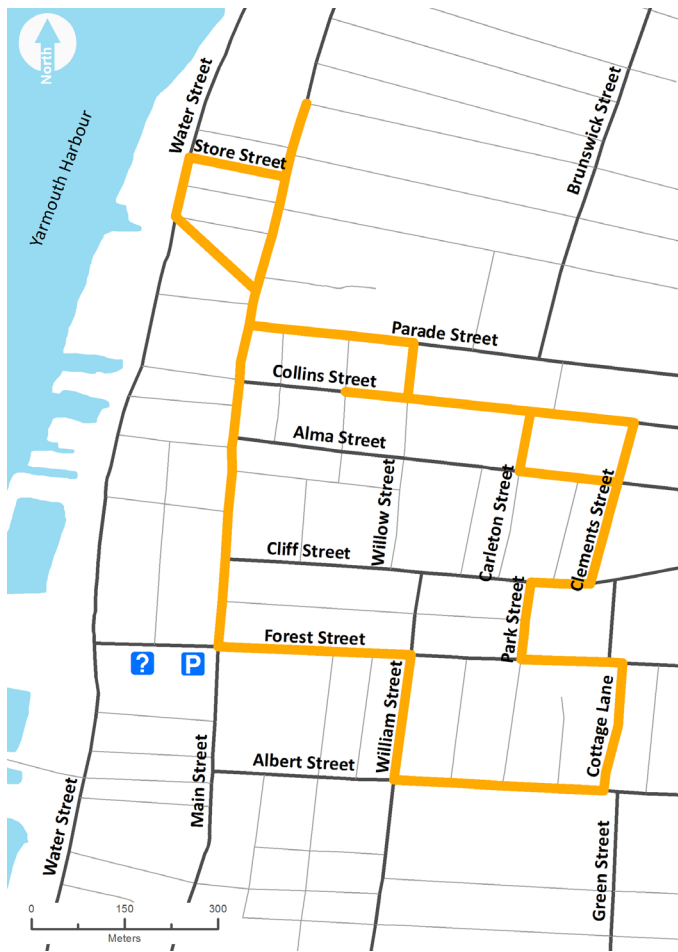 North
Water Street
Yarmouth Harbour
Brunswick Street
Store Street
Parade Street
Collins Street
Alma Street
Willow Street
Carleton Street
Clements Street
Cliff Street
Park Street
Forest Street
?
P
William Street
Cottage Lane
Albert Street
Main Street
Water Street
Green Street
0 150 300
Meters